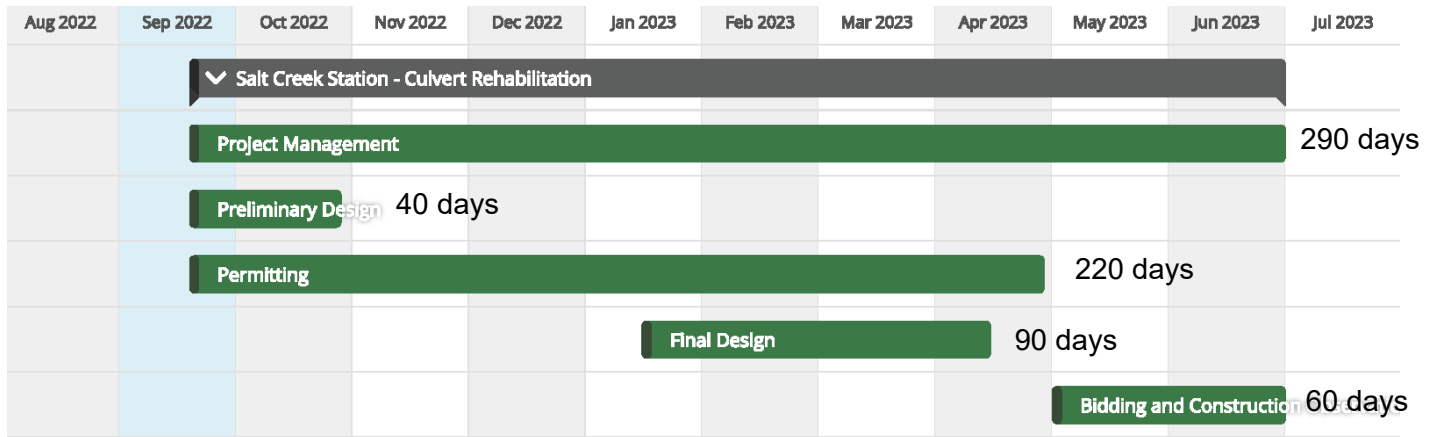 Aug 2022 Sep 2022 Oct 2022 Nov 2022 Dec 2022 Jan 2023 Feb 2023 Mar 2023 Apr 2023 May 2023 Jun 2023 Jul 2023
Salt Creek Station - Culvert Rehabilitation
Project Management 290 days
Preliminary Design 40 days
Permitting 220 days
Final Design 90 days
Bidding and Construction 60 days